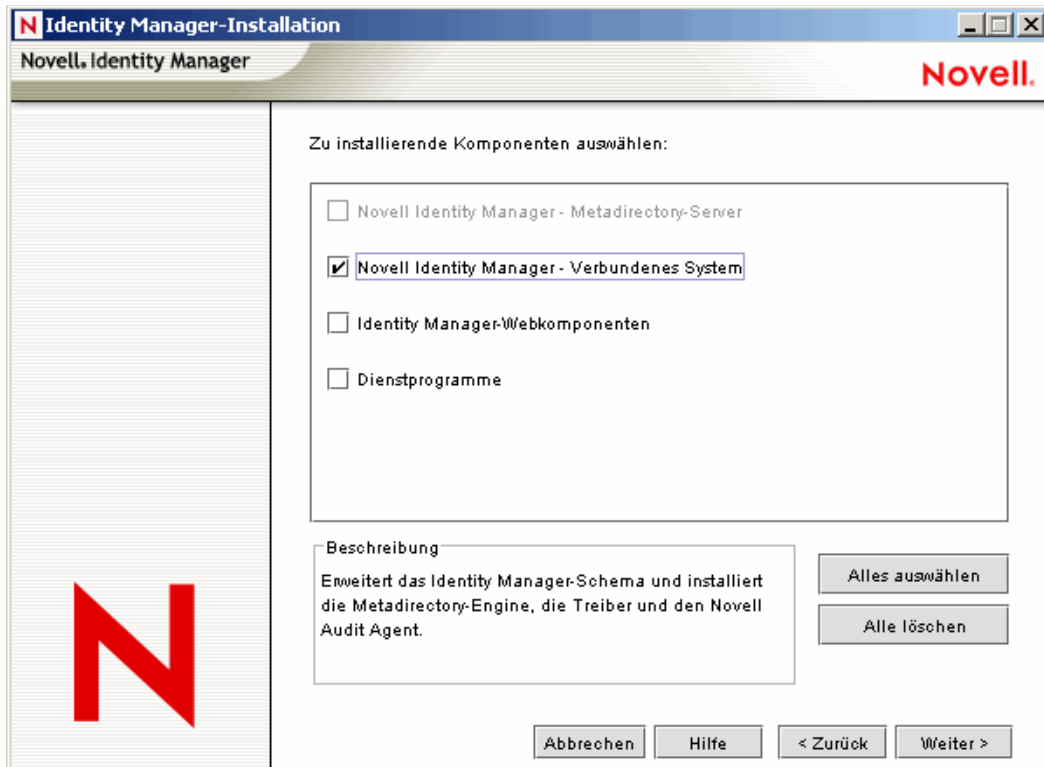 Identity Manager-Installation
Novell. Identity Manager
Novell.
Zu installierende Komponenten auswählen:
Novell Identity Manager - Metadirectory-Server
Novell Identity Manager - Verbundenes System
Identity Manager-Webkomponenten
Dienstprogramme
Beschreibung
Erweitert das Identity Manager-Schema und installiert
die Metadirectory-Engine, die Treiber und den Novell
Audit Agent.
Alles auswählen
Alle löschen
Abbrechen
Hilfe
< Zurück
Weiter >